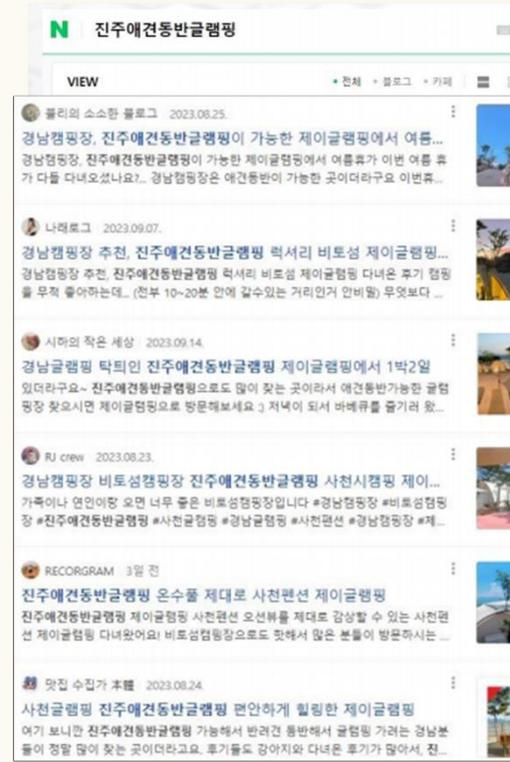 N 진주애견동반글램핑
VIEW • 전체 • 블로그 • 카페
볼리의 소소한 블로그 2023.08.25.
경남캠핑장, 진주애견동반글램핑이 가능한 제이글램핑에서 여름...
경남캠핑장, 진주애견동반글램핑이 가능한 제이글램핑에서 여름휴가 이번 여름 휴
가 다들 다녀오셨나요?... 경남캠핑장은 애견동반이 가능한 곳이더라구요 이번휴...
나래로그 2023.09.07.
경남캠핑장 추천, 진주애견동반글램핑 럭셔리 비토섬 제이글램핑...
경남캠핑장 추천, 진주애견동반글램핑 럭셔리 비토섬 제이글램핑 다녀온 후기 캠핑
을 무척 좋아하는데... (전부 10~20분 안에 갈수있는 거리인거 안비밀) 무엇보다 ...
시하의 작은 세상 2023.09.14.
경남글램핑 탁트인 진주애견동반글램핑 제이글램핑에서 1박2일
있더라구요~ 진주애견동반글램핑으로도 많이 찾는 곳이라서 애견동반가능한 글램
핑장 찾으시면 제이글램핑으로 방문해보세요 :) 저녁이 되서 바베큐를 즐기러 왔...
RJ crew 2023.08.23.
경남캠핑장 비토섬캠핑장 진주애견동반글램핑 사천시캠핑 제이...
가족이나 연인이랑 오면 너무 좋은 비토섬캠핑장입니다 #경남캠핑장 #비토섬캠핑
장 #진주애견동반글램핑 #사천글램핑 #경남글램핑 #사천펜션 #경남캠핑장 #제...
RECORGRAM 3일 전
진주애견동반글램핑 온수풀 제대로 사천펜션 제이글램핑
진주애견동반글램핑 제이글램핑 사천펜션 오션뷰를 제대로 감상할 수 있는 사천펜
션 제이글램핑 다녀왔어요! 비토섬캠핑장으로도 핫해서 많은 분들이 방문하시는 ...
맛집 수집가 本體 2023.08.24.
사천글램핑 진주애견동반글램핑 편안하게 힐링한 제이글램핑
여기 보니깐 진주애견동반글램핑 가능해서 반려견 동반해서 글램핑 가려는 경남분
들이 정말 많이 찾는 곳이더라고요. 후기들도 강아지와 다녀온 후기가 많아서, 진...